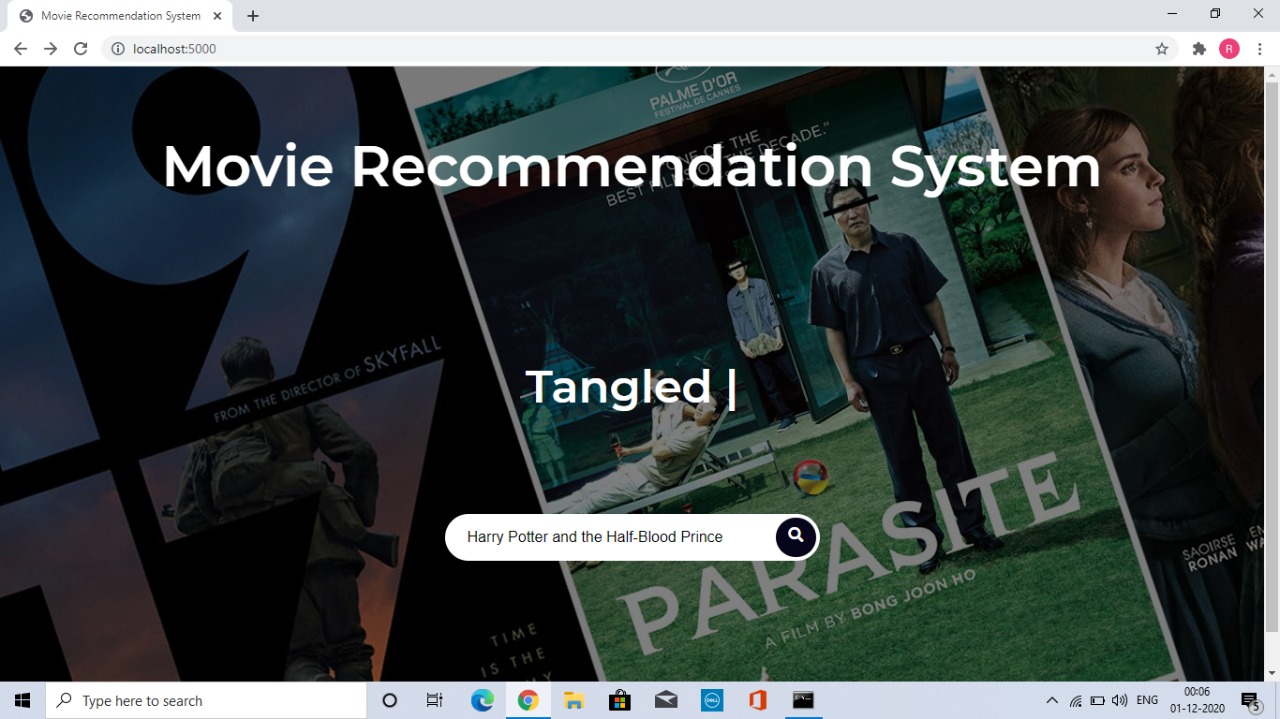 Movie Recommendation System
localhost:5000
R
PALME D'OR
FESTIVAL DE CANNES
"ONE OF THE
BEST FILMS OF THE DECADE."
Movie Recommendation System
FROM THE DIRECTOR OF SKYFALL
Tangled |
Harry Potter and the Half-Blood Prince
PARASITE
A FILM BY BONG JOON HO
SAOIRSE
RONAN
TIME
IS THE
Type here to search
DELL
ENG
00:06
01-12-2020
5